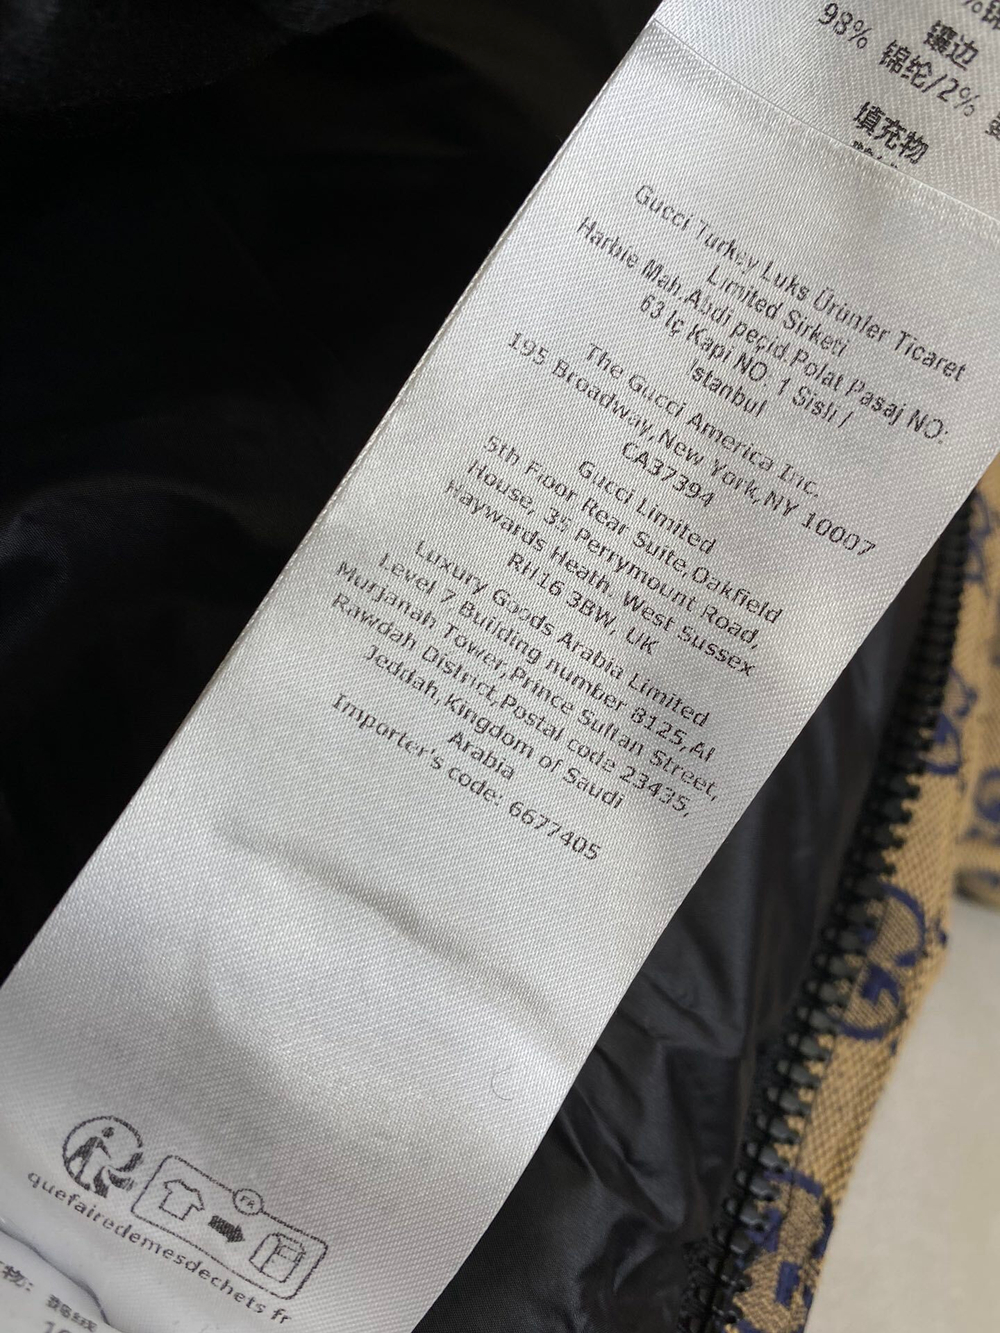 镶边
98% 锦纶/2%
填充物
Gucci Turkey Luks Ürünler Ticaret
Limited Sirketi
Harbie Mah.Abdi peçid.Polat Pasaj NO:
63 Iç Kapi NO: 1 Sisli /
Istanbul
The Gucci America Inc.
195 Broadway,New York,NY 10007
CA37394
Gucci Limited
5th Floor Rear Suite,Oakfield
House, 35 Perrymount Road,
Haywards Heath. West Sussex
RH16 3BW, UK
Luxury Goods Arabia Limited
Level 7 Building number 8125,Al
Murjanah Tower,Prince Sultan Street,
Rawdah District,Postal code 23435,
Jeddah,Kingdom of Saudi
Arabia
Importer's code: 6677405
FR
quefairedemesdechets fr